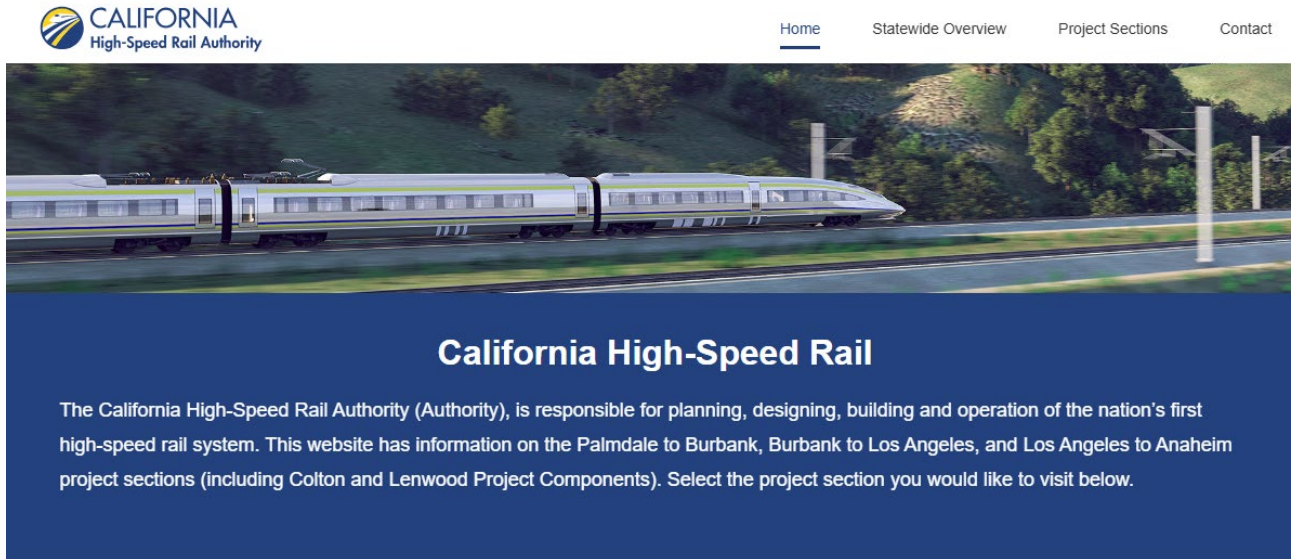 CALIFORNIA
High-Speed Rail Authority
Home Statewide Overview Project Sections Contact
California High-Speed Rail
The California High-Speed Rail Authority (Authority), is responsible for planning, designing, building and operation of the nation's first
high-speed rail system. This website has information on the Palmdale to Burbank, Burbank to Los Angeles, and Los Angeles to Anaheim
project sections (including Colton and Lenwood Project Components). Select the project section you would like to visit below.